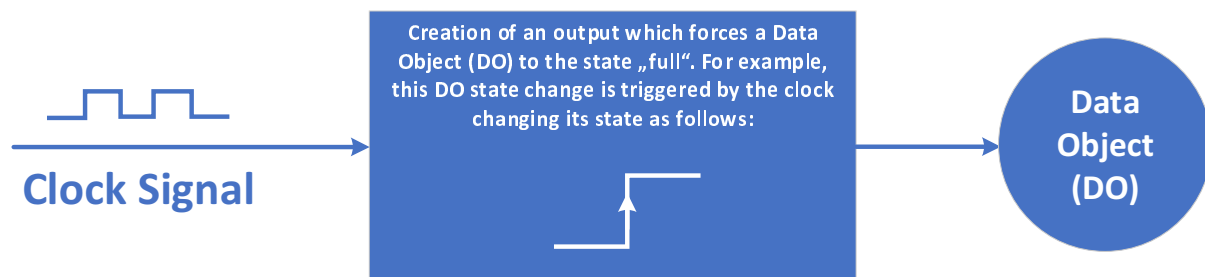 Creation of an output which forces a Data
Object (DO) to the state „full“. For example,
this DO state change is triggered by the clock
changing its state as follows:
Clock Signal
Data
Object
(DO)